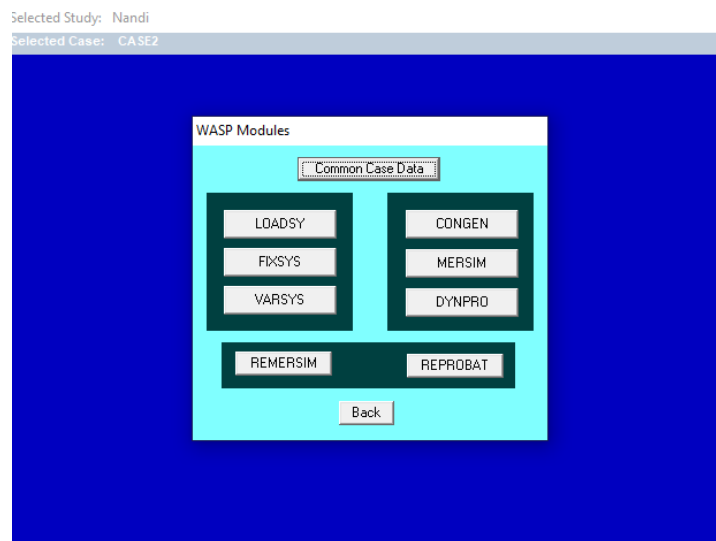 Selected Study: Nandi
Selected Case: CASE2
WASP Modules
Common Case Data
LOADSY CONGEN
FIXSYS MERSIM
VARSYS DYNPRO
REMERSIM REPROBAT
Back